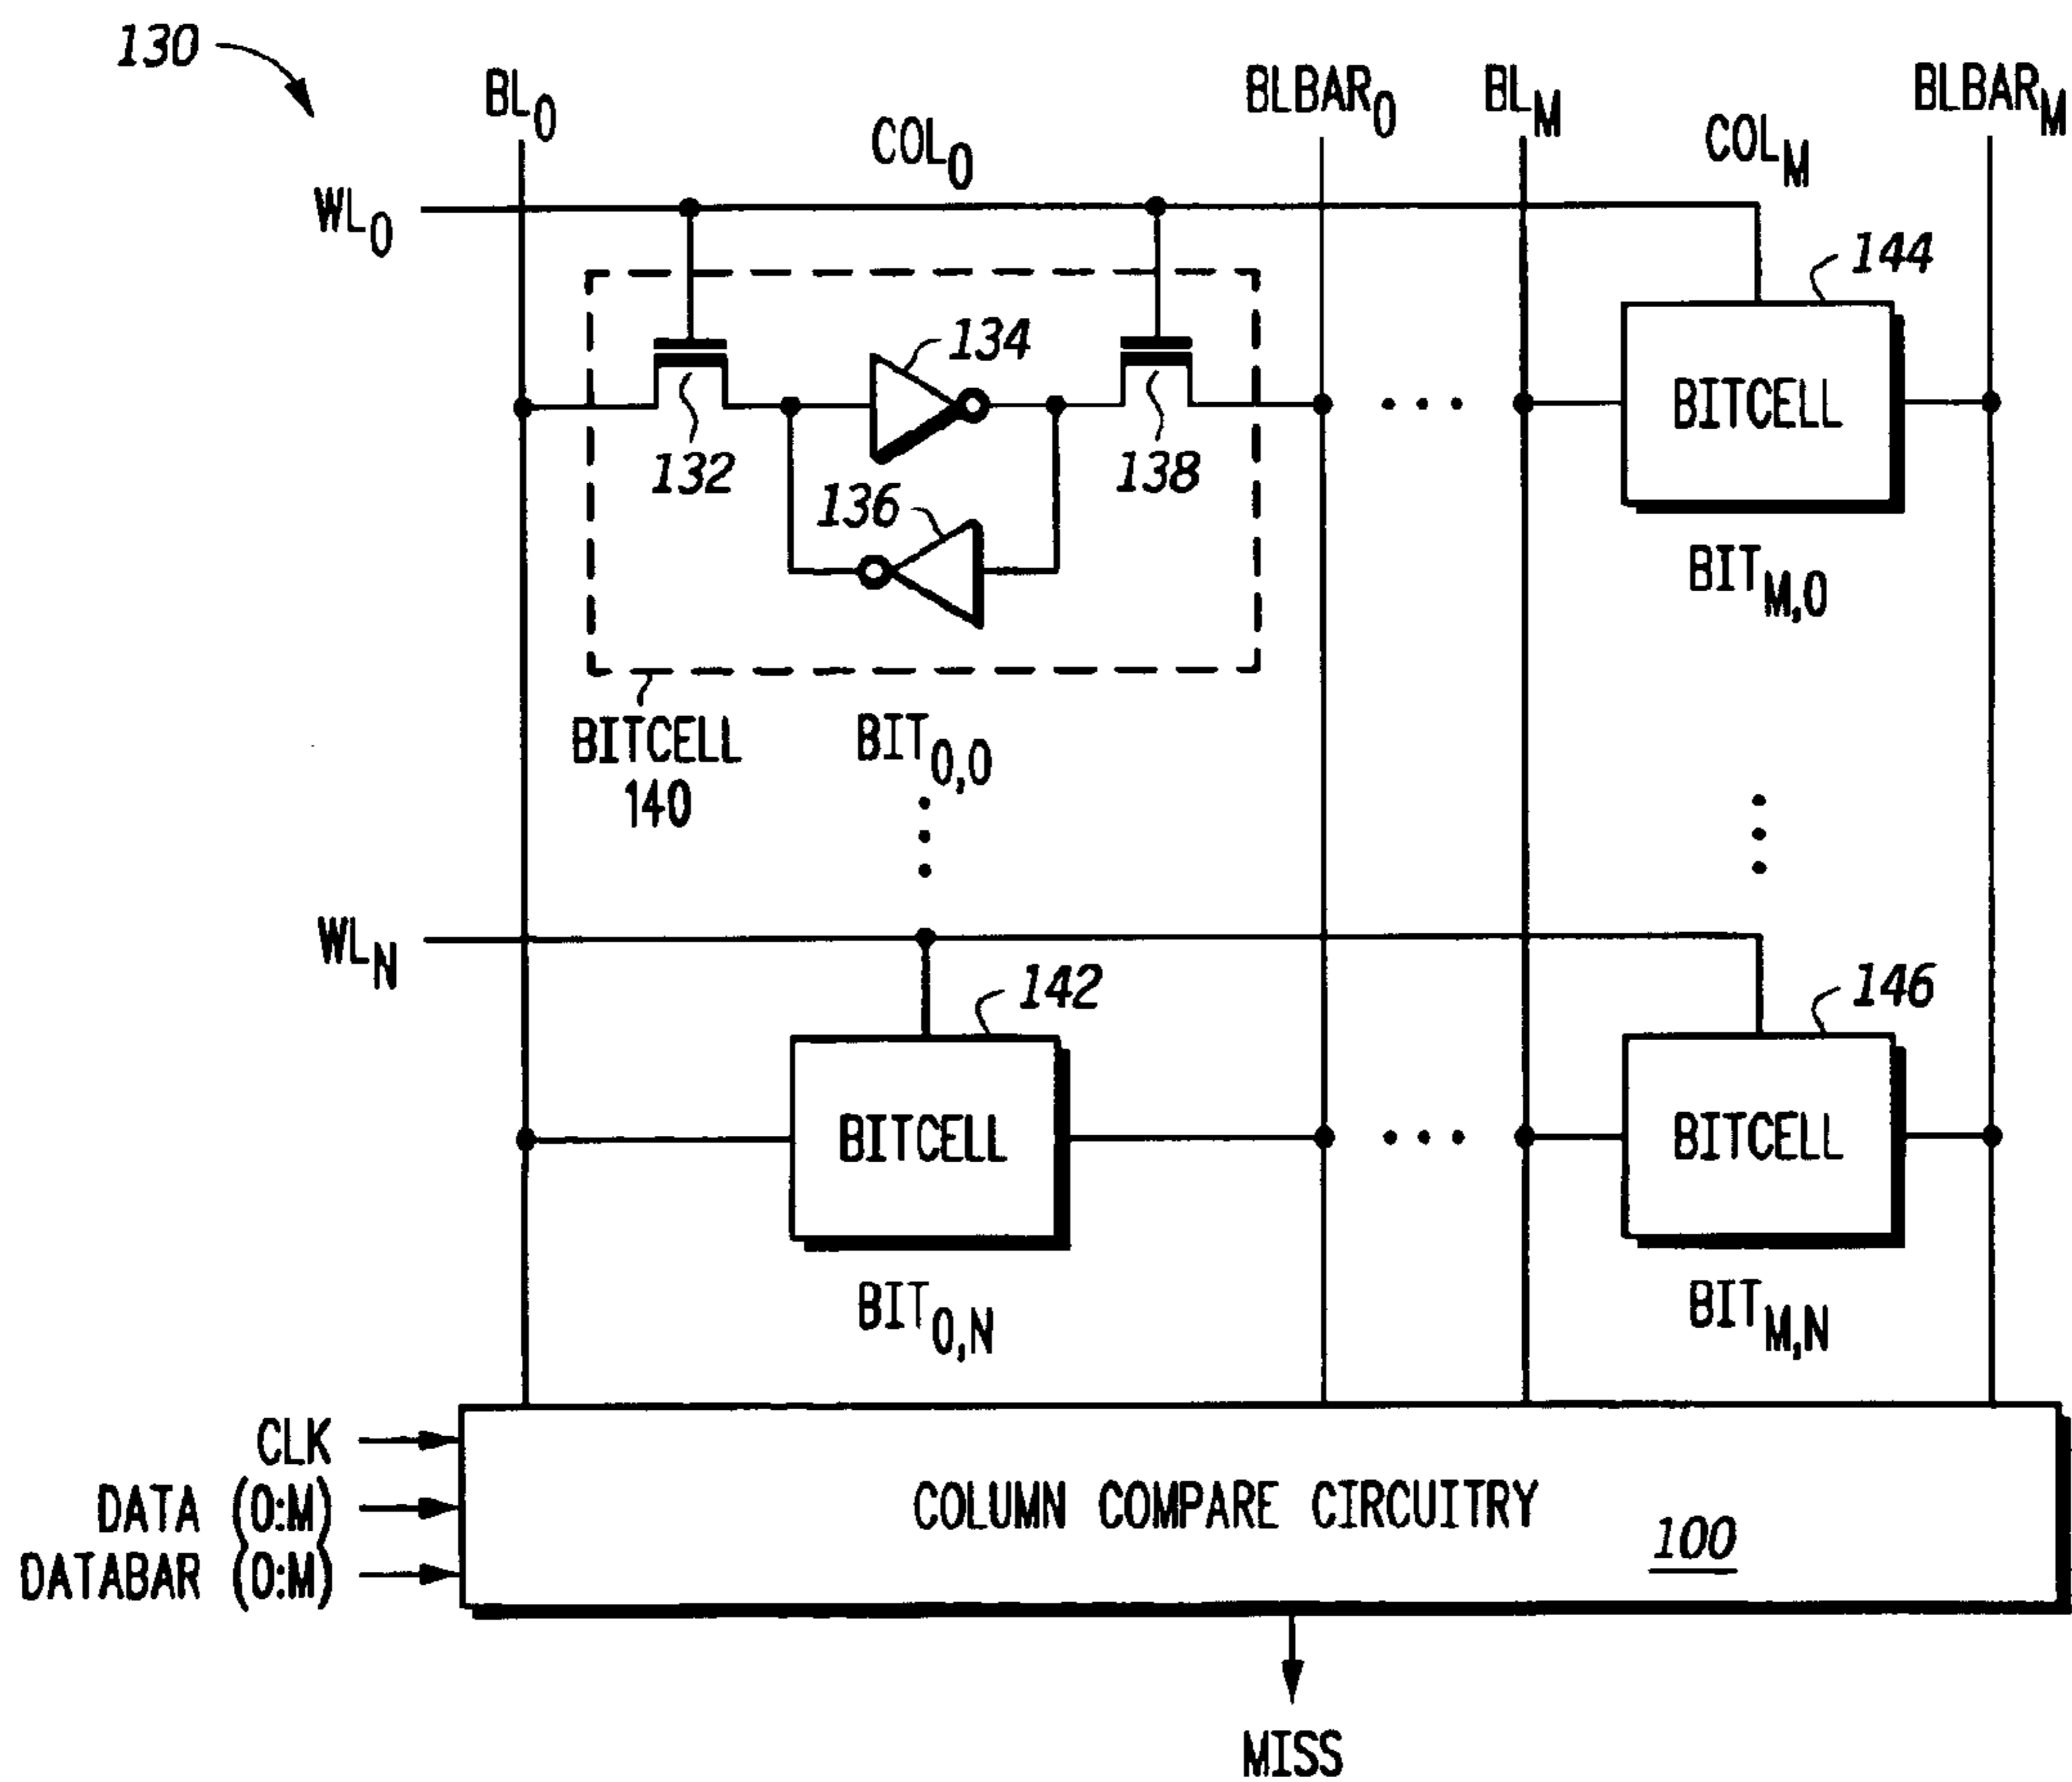 130
BL0
COL0
BLBAR0
BLM
COLM
BLBARM
WL0
144
134
BITCELL
132
138
136
BITM,0
BITCELL
140
BIT0,0
WLN
142
146
BITCELL
BITCELL
BIT0,N
BITM,N
CLK
DATA (0:M)
DATABAR (0:M)
COLUMN COMPARE CIRCUITRY
100
MISS